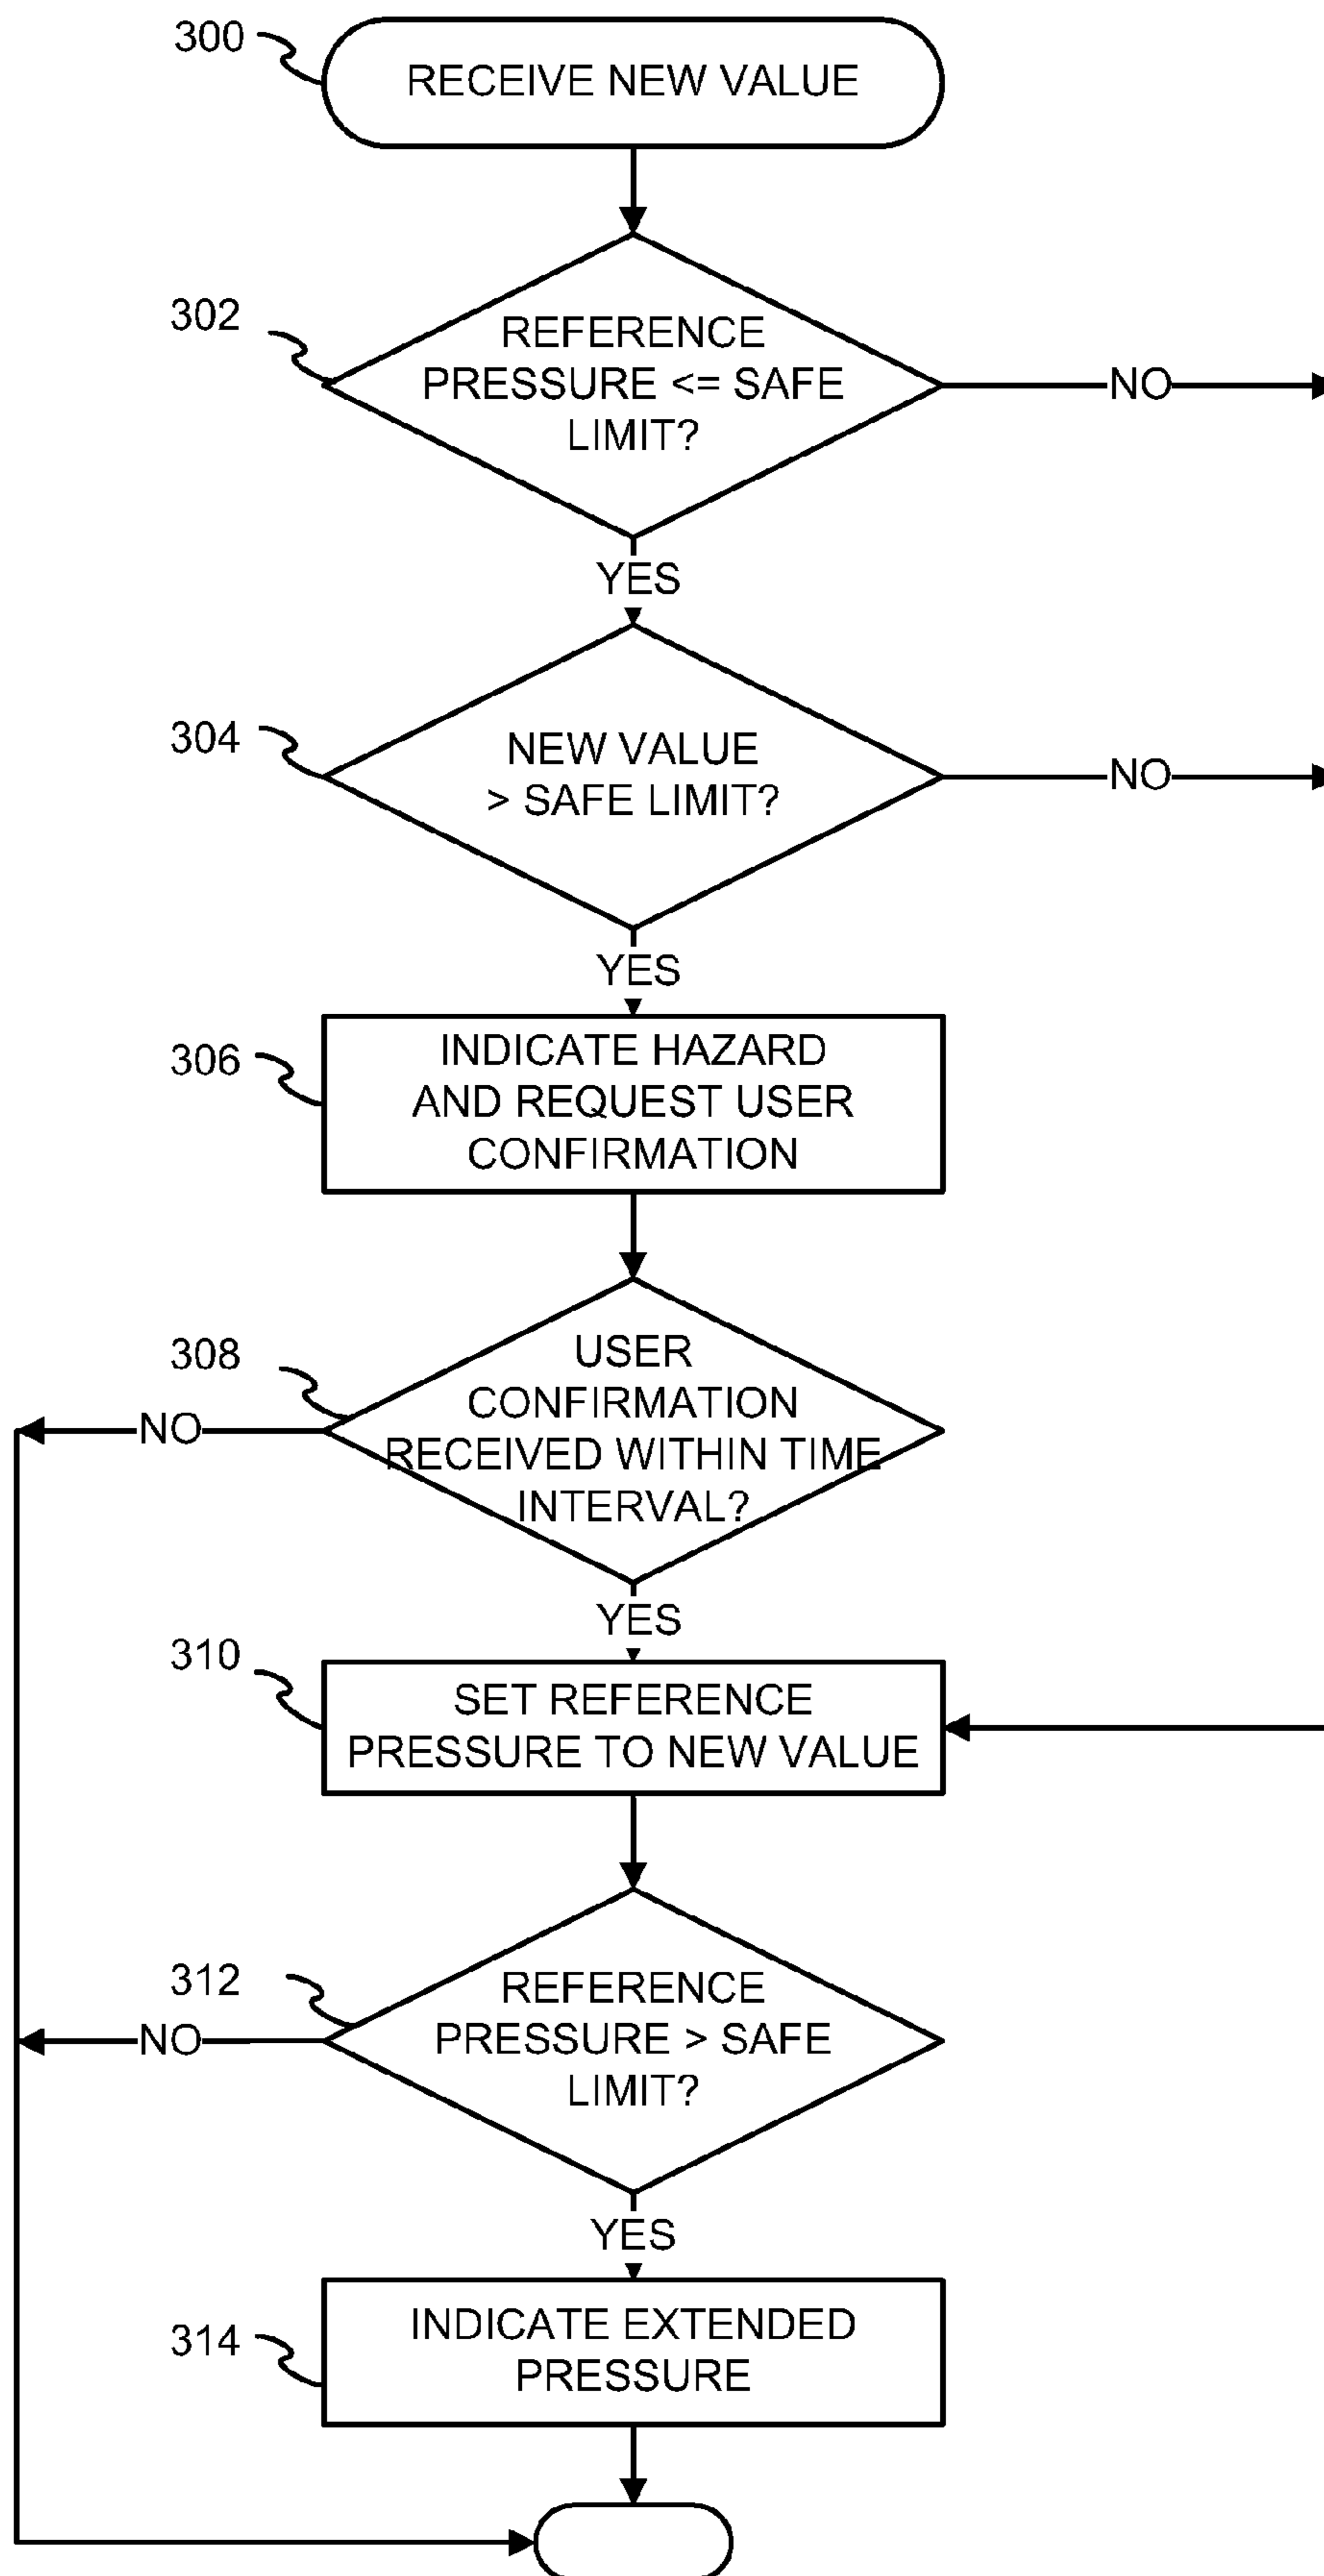 300
RECEIVE NEW VALUE
302
REFERENCE
PRESSURE <= SAFE
LIMIT?
NO
YES
304
NEW VALUE
> SAFE LIMIT?
NO
YES
306
INDICATE HAZARD
AND REQUEST USER
CONFIRMATION
308
USER
CONFIRMATION
RECEIVED WITHIN TIME
INTERVAL?
NO
YES
310
SET REFERENCE
PRESSURE TO NEW VALUE
312
REFERENCE
PRESSURE > SAFE
LIMIT?
NO
YES
314
INDICATE EXTENDED
PRESSURE